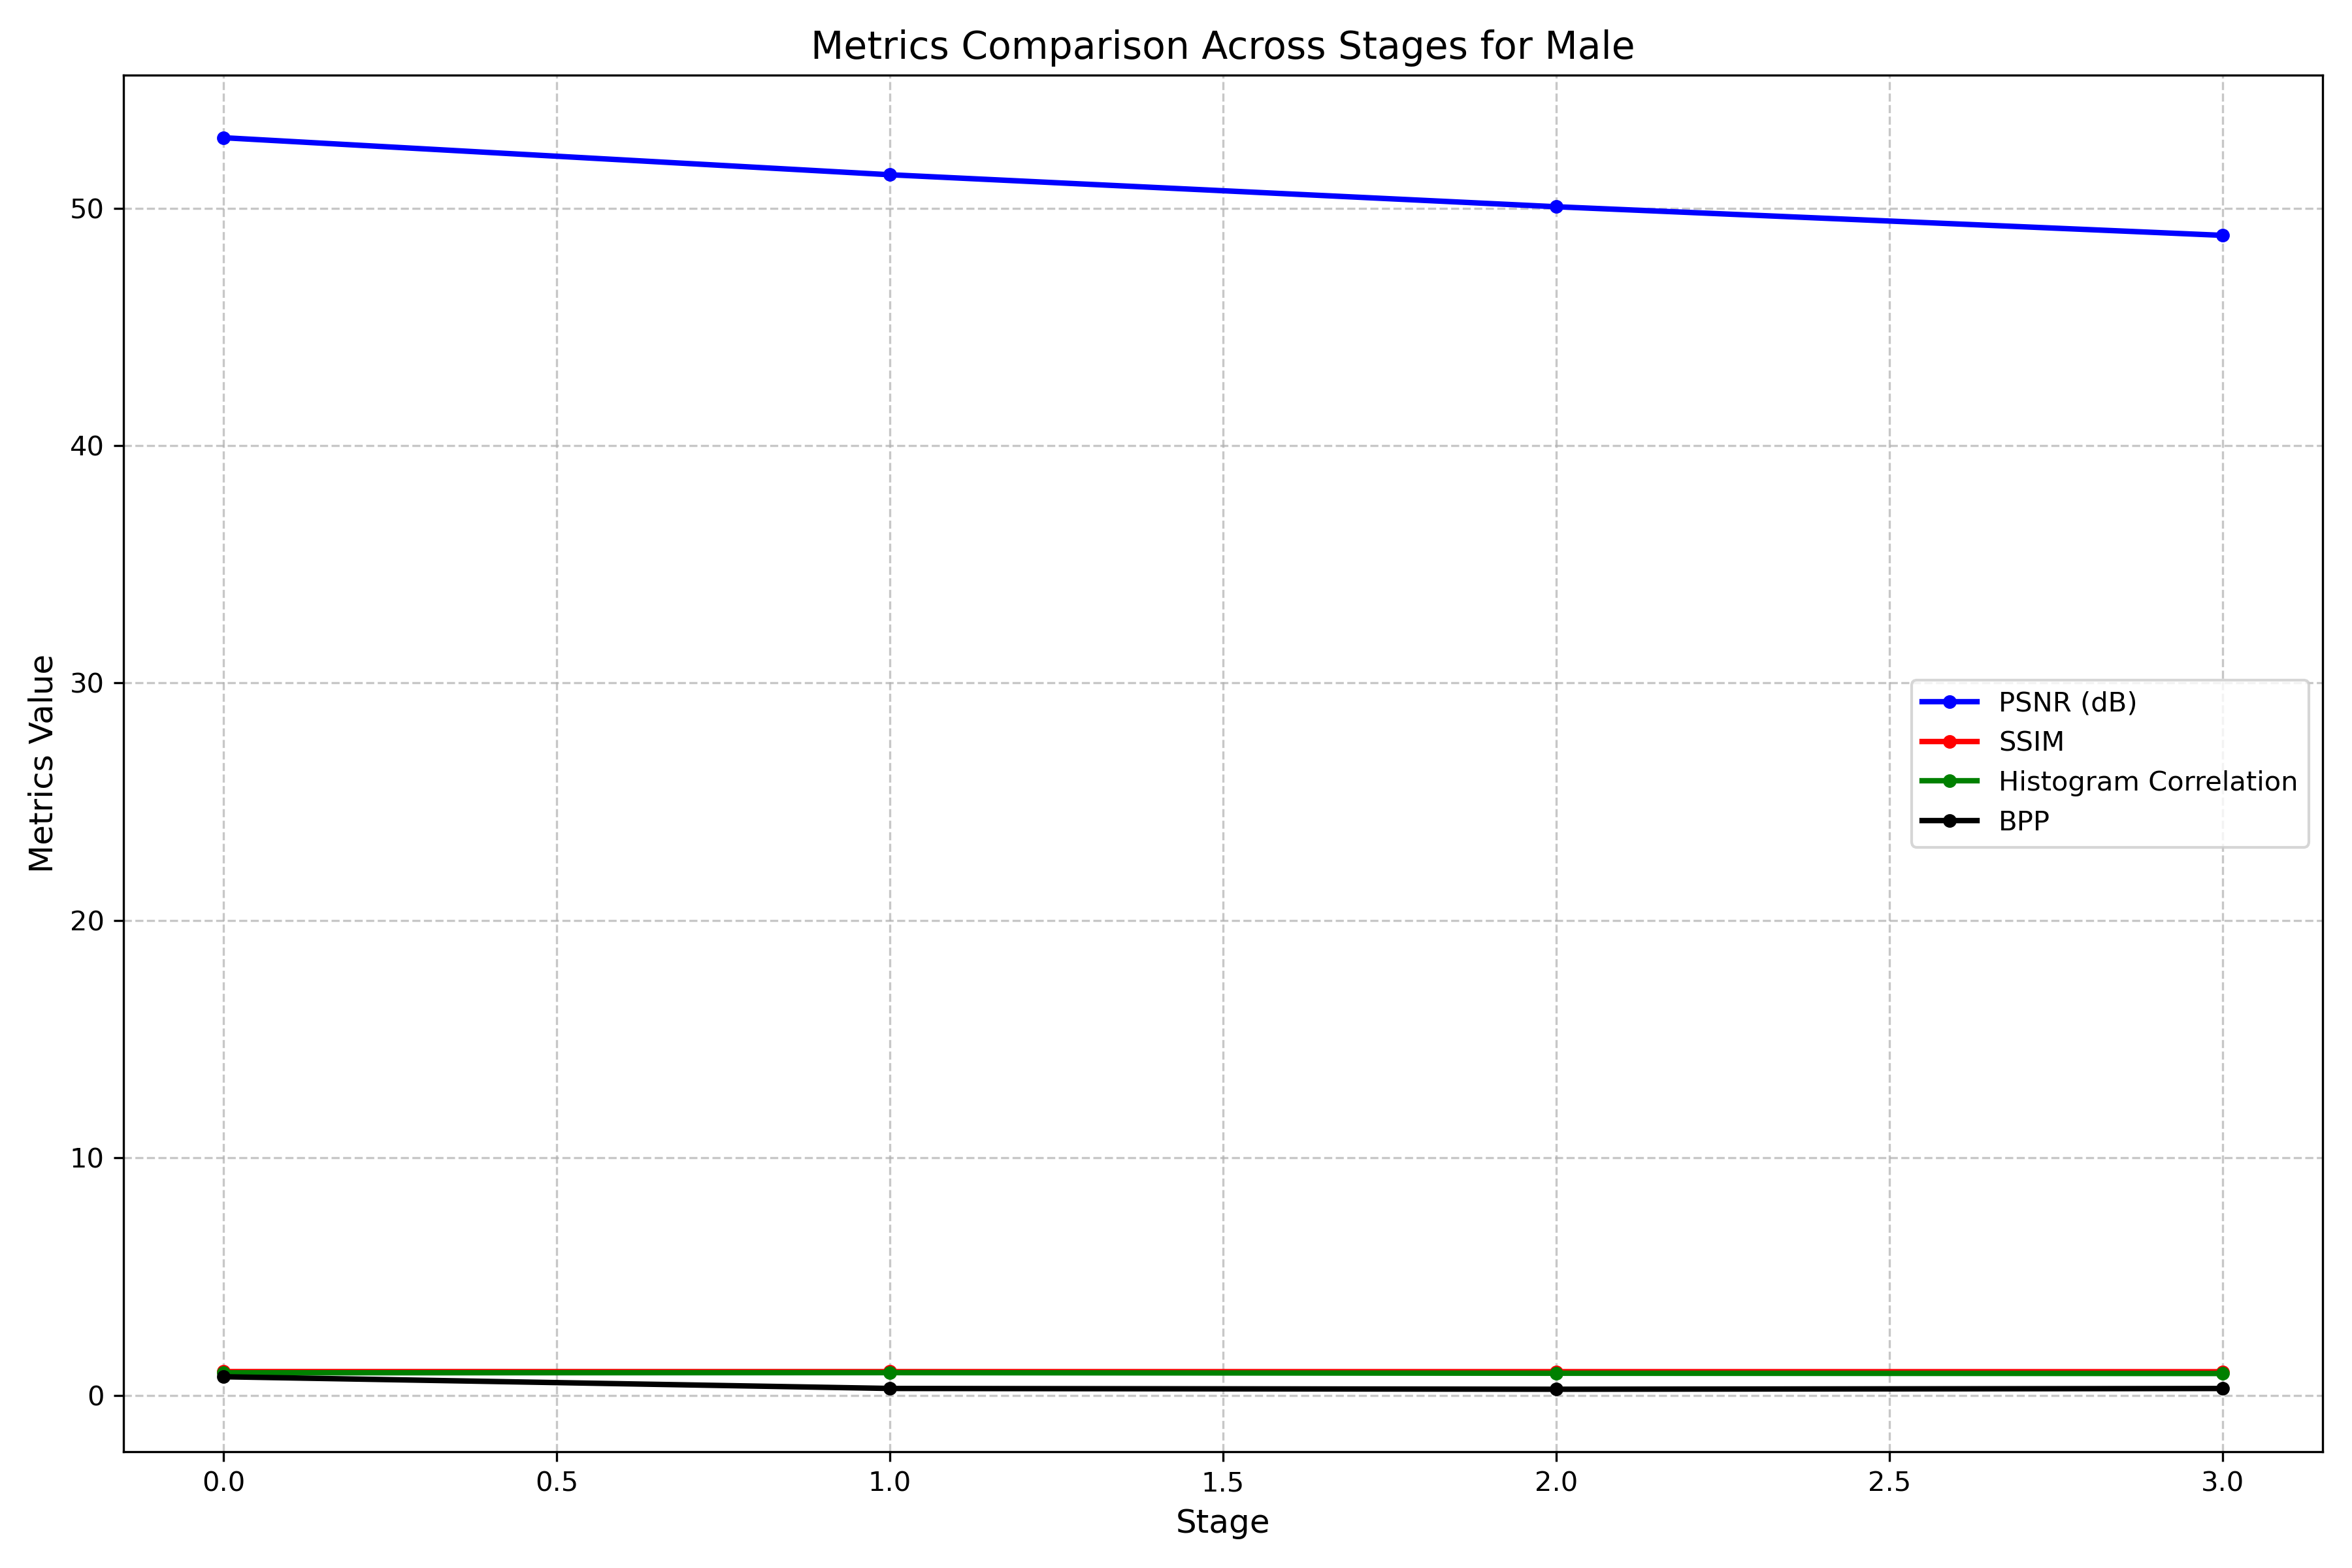 Metrics Comparison Across Stages for Male
Metrics Value
50
40
30
20
10
0
PSNR (dB)
SSIM
Histogram Correlation
BPP
0.0 0.5 1.0 1.5 2.0 2.5 3.0
Stage